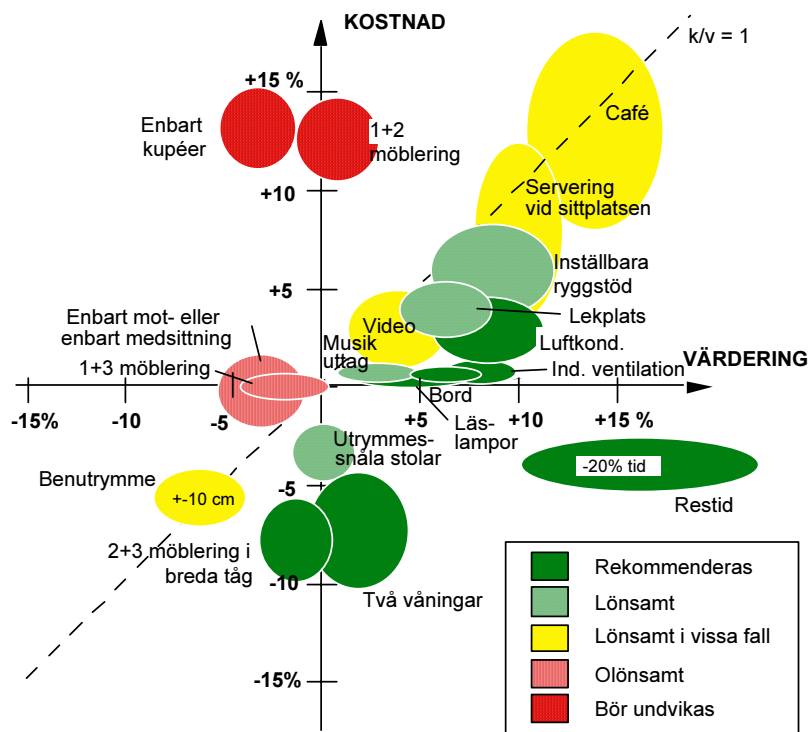 KOSTNAD
k/v = 1
+15 %
Enbart
kupéer
1+2
möblering
Café
+10
Servering
vid sittplatsen
Inställbara
ryggstöd
+5
Enbart mot- eller
enbart medsittning
1+3 möblering
Musik
uttag
Video
Lekplats
Luftkond.
VÄRDERING
Ind. ventilation
-15%
-10
-5
+5
+10
+15 %
Bord
Läs-
lampor
Utrymmes-
snåla stolar
Benutrymme
+-10 cm
-5
-20% tid
Restid
2+3 möblering i
breda tåg
-10
Två våningar
-15%
Rekommenderas
Lönsamt
Lönsamt i vissa fall
Olönsamt
Bör undvikas